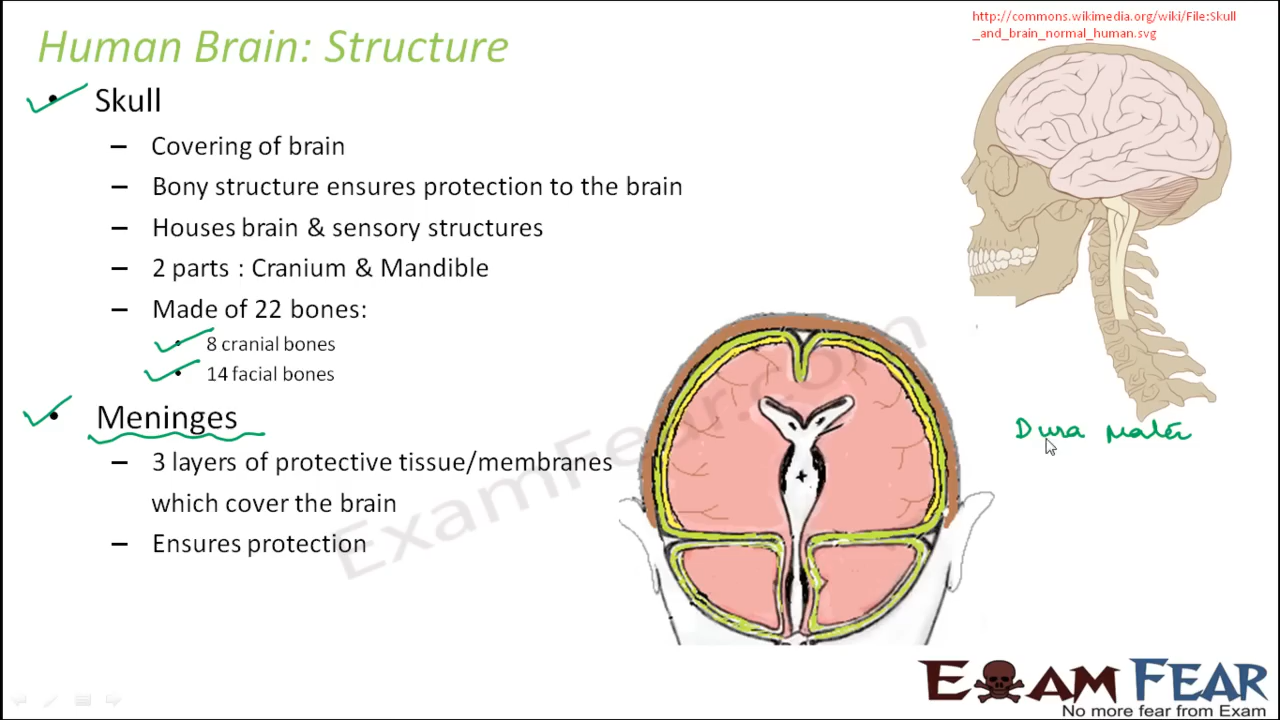 http://commons.wikimedia.org/wiki/File:Skull
_and_brain_normal_human.svg
Human Brain: Structure
• Skull
– Covering of brain
– Bony structure ensures protection to the brain
– Houses brain & sensory structures
– 2 parts : Cranium & Mandible
– Made of 22 bones:
• 8 cranial bones
• 14 facial bones
• Meninges
– 3 layers of protective tissue/membranes
which cover the brain
– Ensures protection
Dura Mater
ExamFear.com
EXAM FEAR
No more fear from Exam